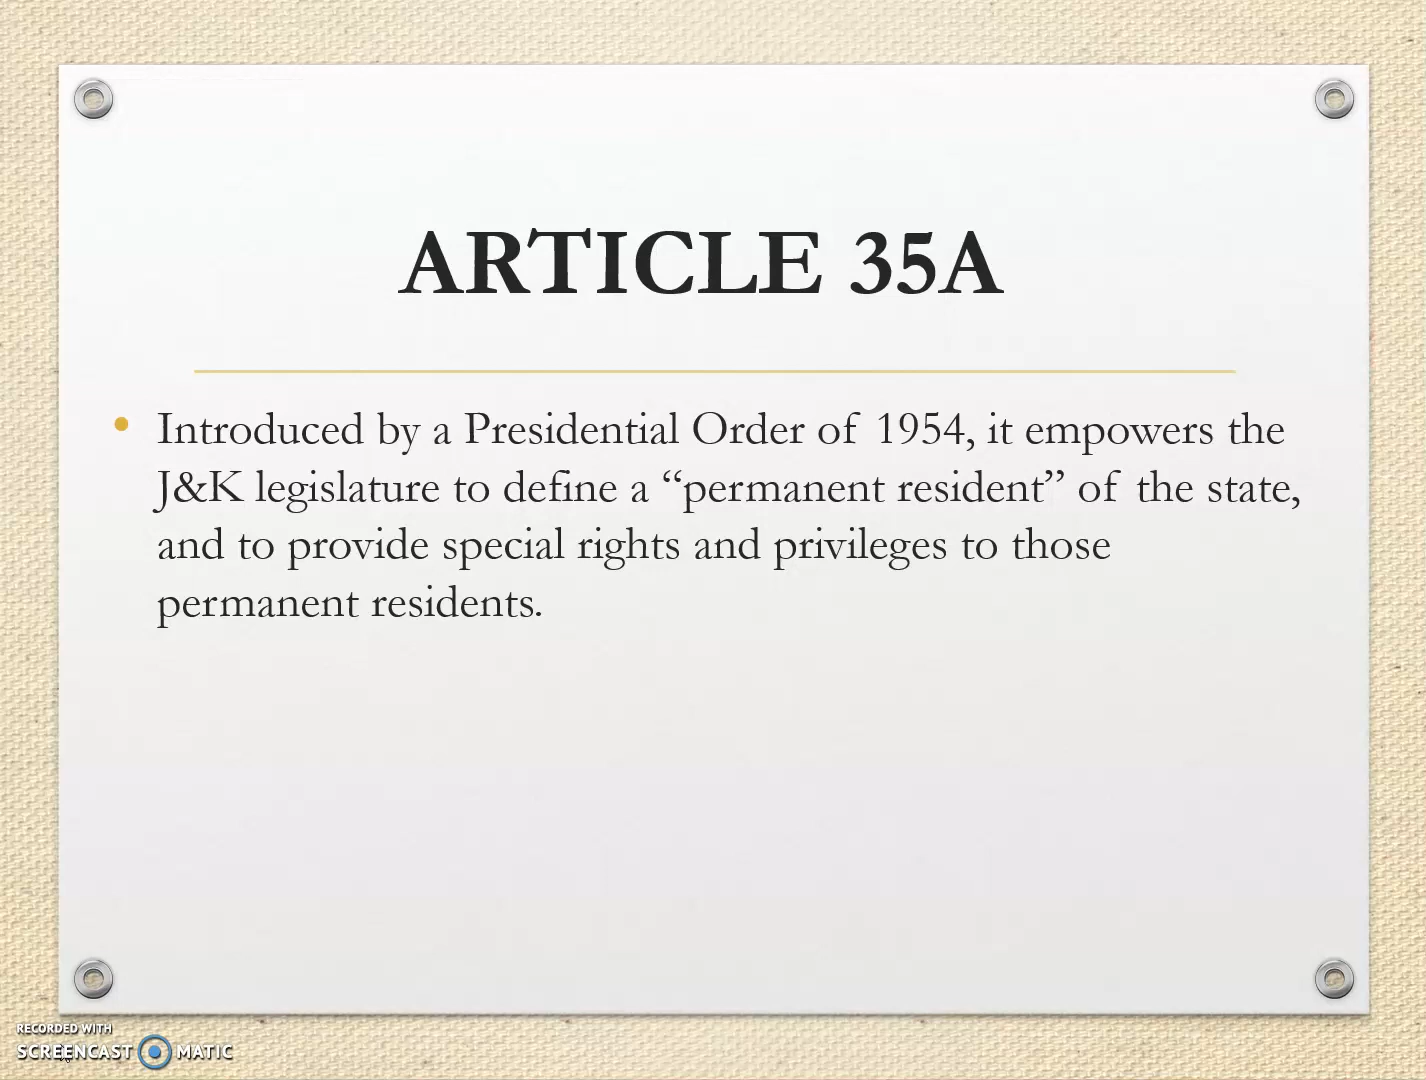 ARTICLE 35A
• Introduced by a Presidential Order of 1954, it empowers the
J&K legislature to define a “permanent resident” of the state,
and to provide special rights and privileges to those
permanent residents.
RECORDED WITH
SCREENCAST MATIC